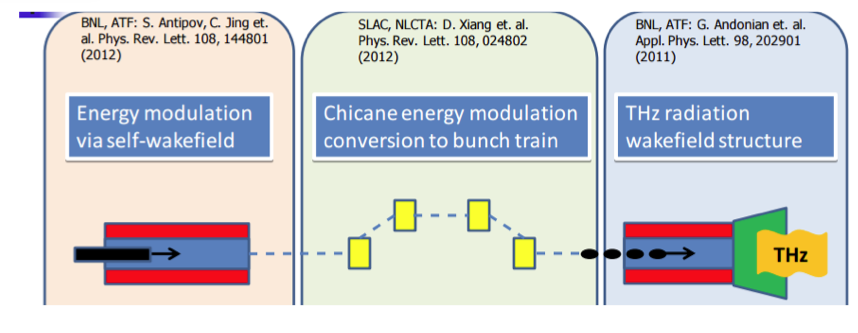 BNL, ATF: S. Antipov, C. Jing et.
al. Phys. Rev. Lett. 108, 144801
(2012)
Energy modulation
via self-wakefield
SLAC, NLCTA: D. Xiang et. al.
Phys. Rev. Lett. 108, 024802
(2012)
Chicane energy modulation
conversion to bunch train
BNL, ATF: G. Andonian et. al.
Appl. Phys. Lett. 98, 202901
(2011)
THz radiation
wakefield structure
THz